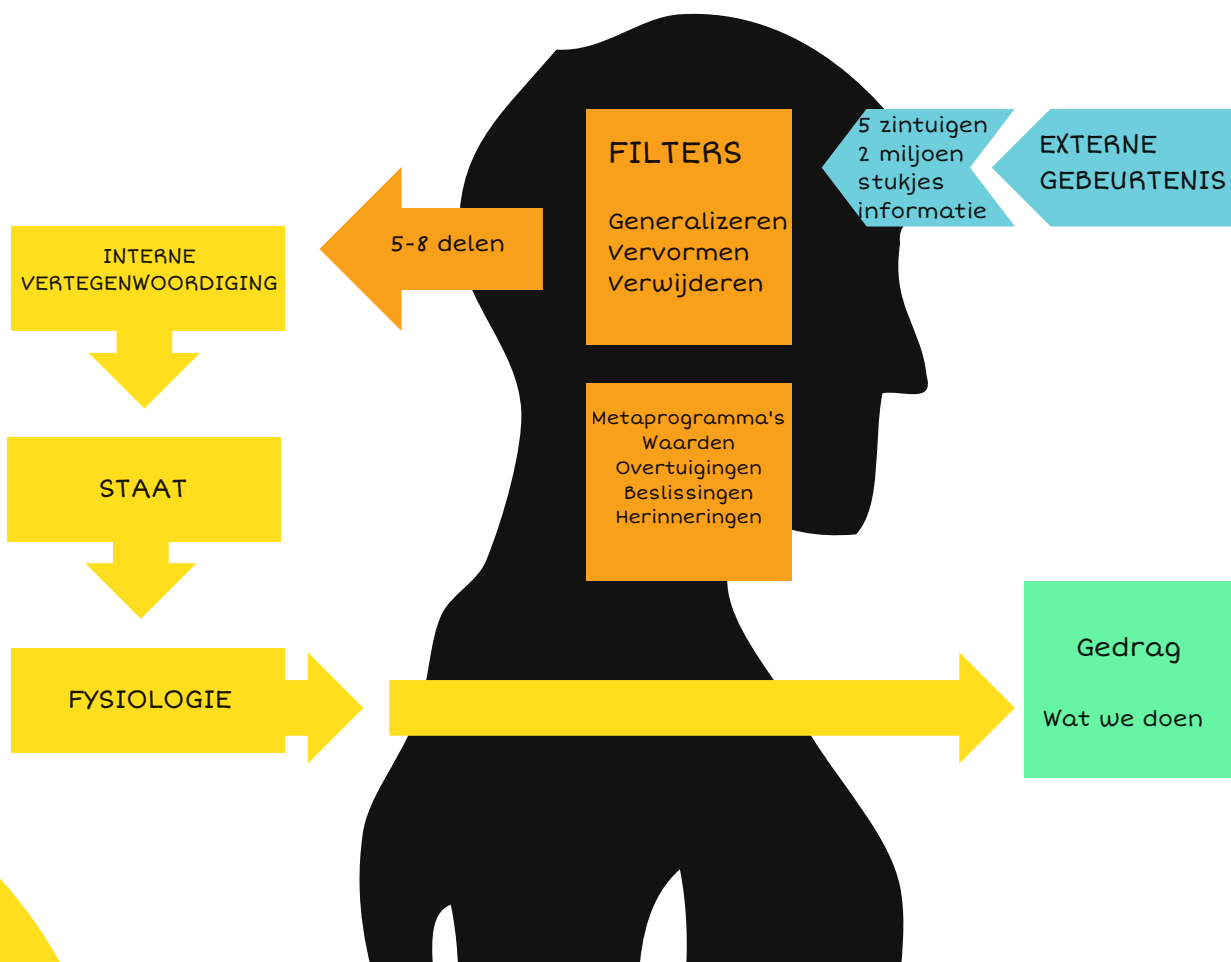 EXTERNE
GEBEURTENIS
5 zintuigen
2 miljoen
stukjes
informatie
FILTERS
Generalizeren
Vervormen
Verwijderen
Metaprogramma's
Waarden
Overtuigingen
Beslissingen
Herinneringen
5-8 delen
INTERNE
VERTEGENWOORDIGING
STAAT
FYSIOLOGIE
Gedrag
Wat we doen